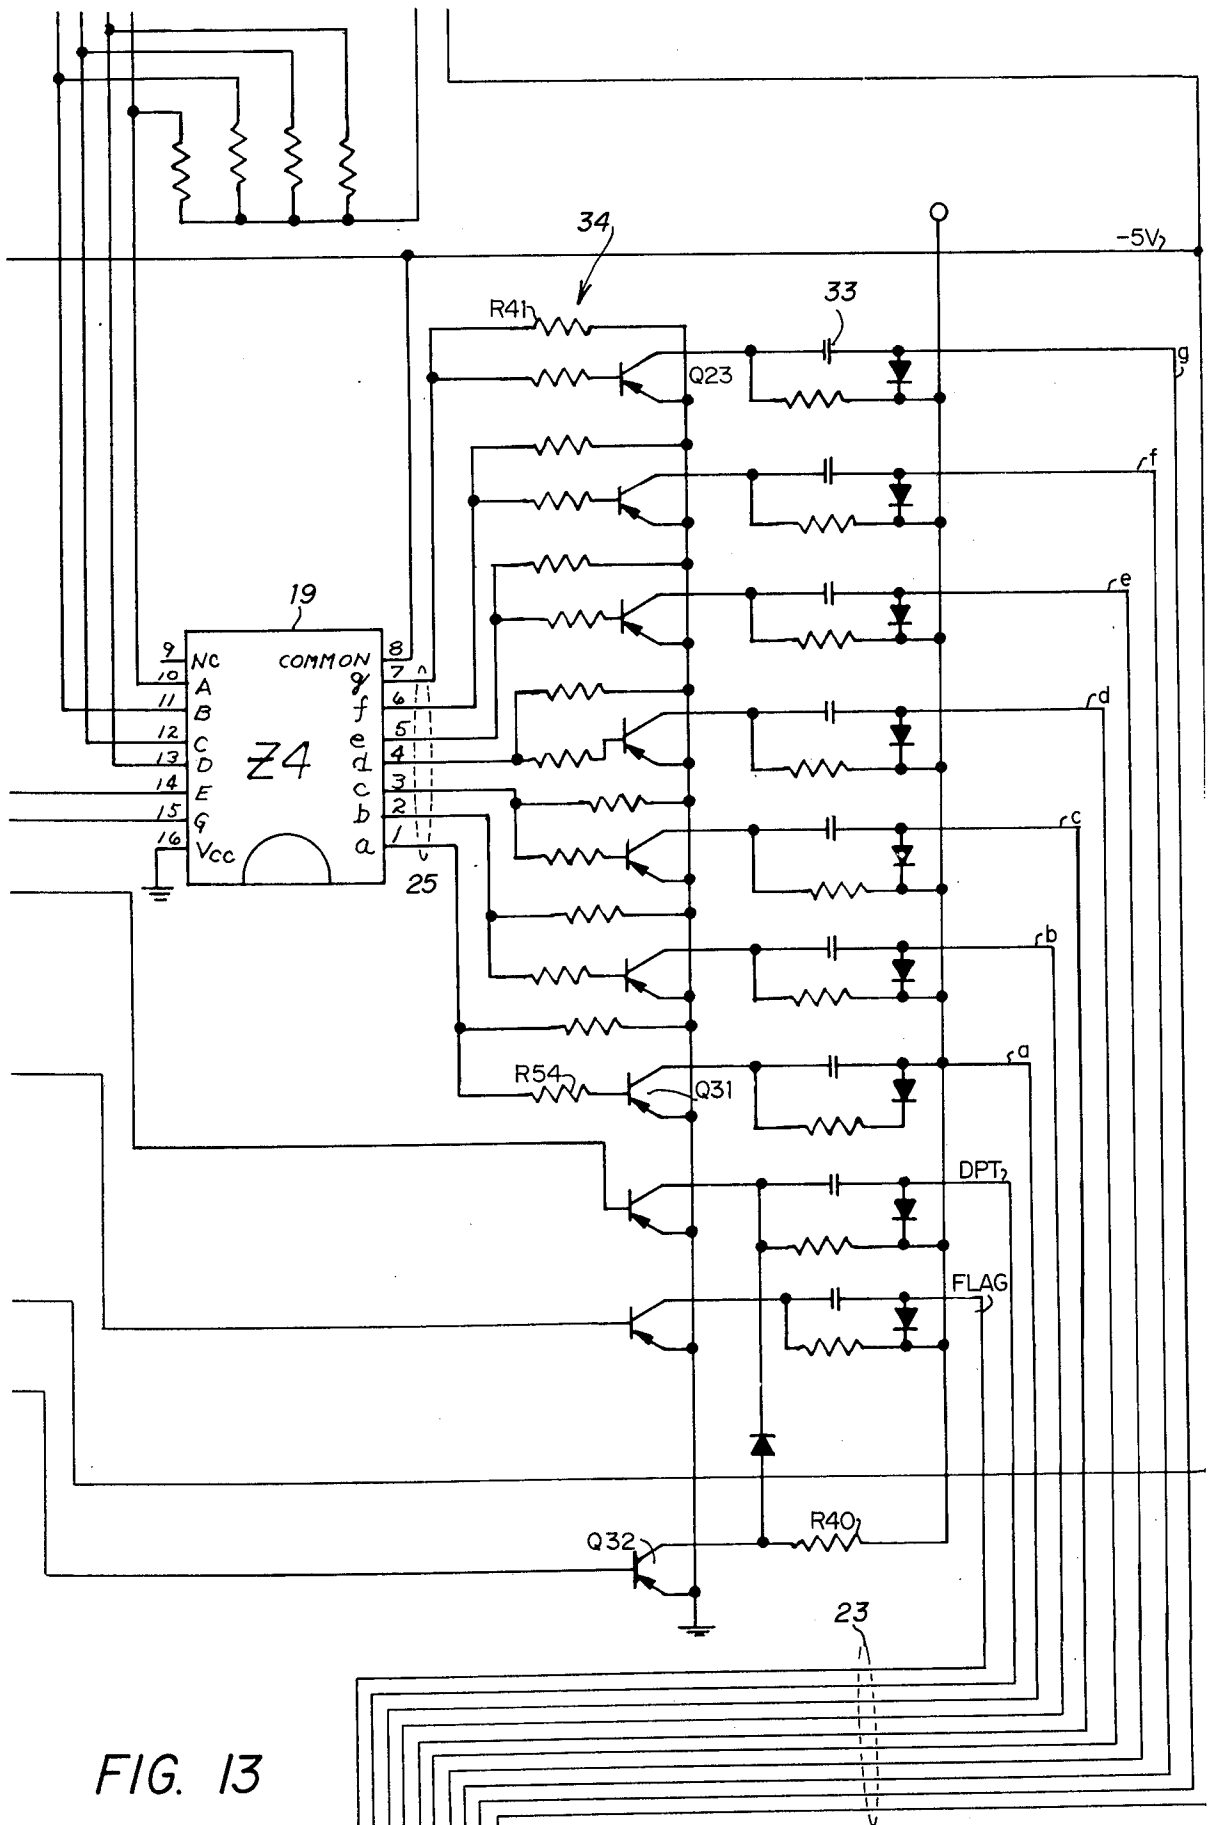 34
-5V
R41
33
Q23
g
f
e
19
9 NC COMMON 8
10 A g 7
11 B f 6
12 C e 5
13 D d 4
14 E c 3
15 G b 2
16 VCC a 1
Z4
25
d
c
b
a
R54
Q31
DPT
FLAG
R40
Q32
23
FIG. 13